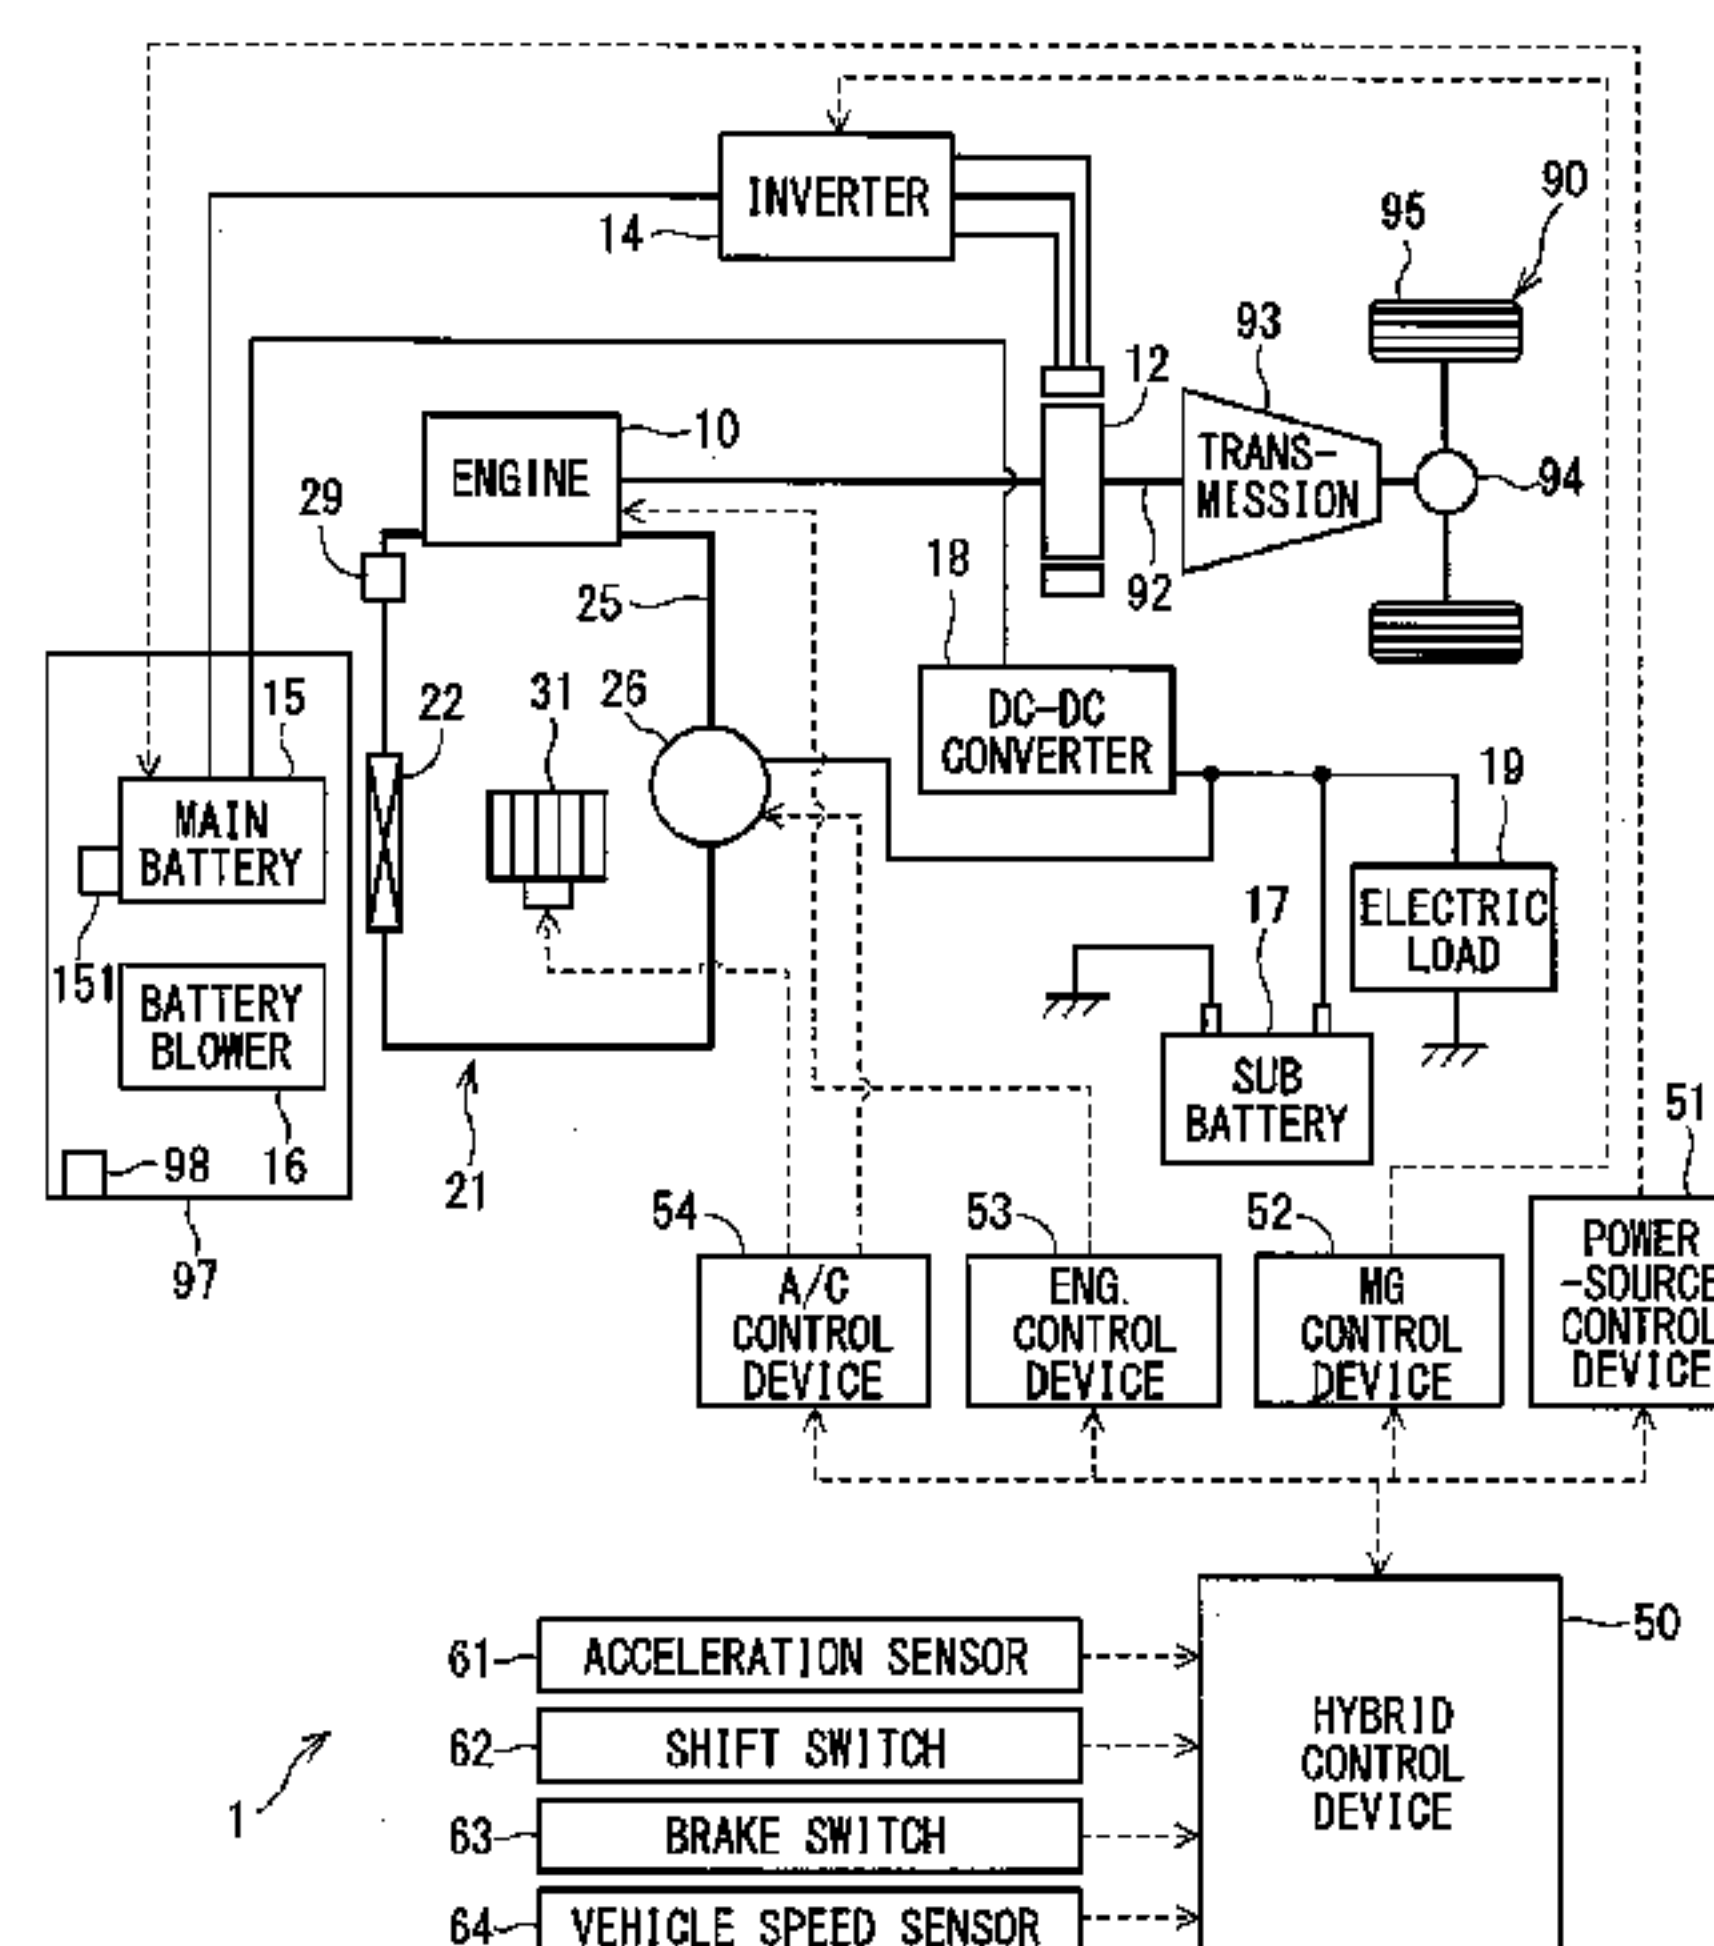 90
95
INVERTER
14
93
12
10
TRANS-
MISSION
ENGINE
94
29
18
92
25
15
22
31
26
DC-DC
CONVERTER
19
MAIN
BATTERY
17
ELECTRIC
LOAD
151
BATTERY
BLOWER
SUB
BATTERY
51
98
16
21
54
53
52
97
POWER
-SOURCE
CONTROL
DEVICE
A/C
CONTROL
DEVICE
ENG.
CONTROL
DEVICE
MG
CONTROL
DEVICE
50
61
ACCELERATION SENSOR
HYBRID
CONTROL
DEVICE
62
SHIFT SWITCH
1
63
BRAKE SWITCH
64
VEHICLE SPEED SENSOR